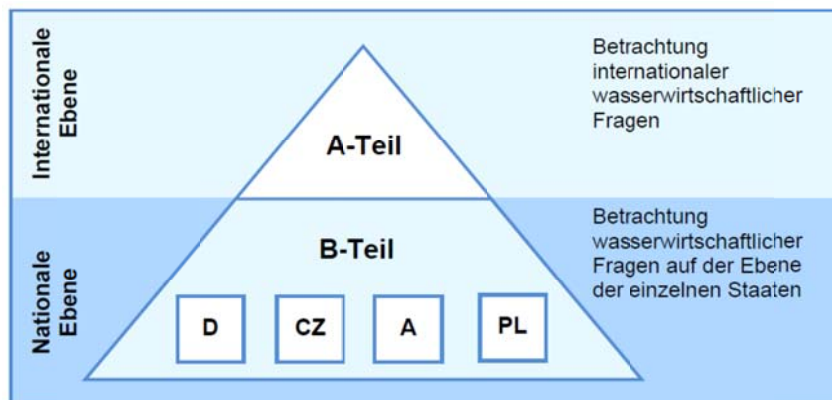 Internationale
Ebene
A-Teil
Betrachtung
internationaler
wasserwirtschaftlicher
Fragen
Nationale
Ebene
B-Teil
D
CZ
A
PL
Betrachtung
wasserwirtschaftlicher
Fragen auf der Ebene
der einzelnen Staaten